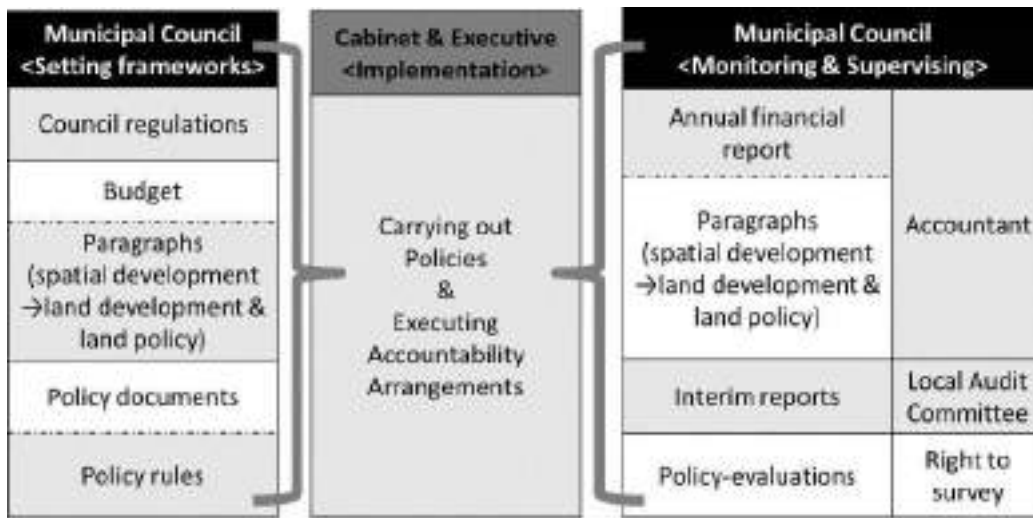 Municipal Council
<Setting frameworks>
Council regulations
Budget
Paragraphs
(spatial development
→land development &
land policy)
Policy documents
Policy rules
Cabinet & Executive
<Implementation>
Carrying out
Policies
&
Executing
Accountability
Arrangements
Municipal Council
<Monitoring & Supervising>
Annual financial
report
Paragraphs
(spatial development
→land development &
land policy)
Accountant
Interim reports
Local Audit
Committee
Policy-evaluations
Right to
survey